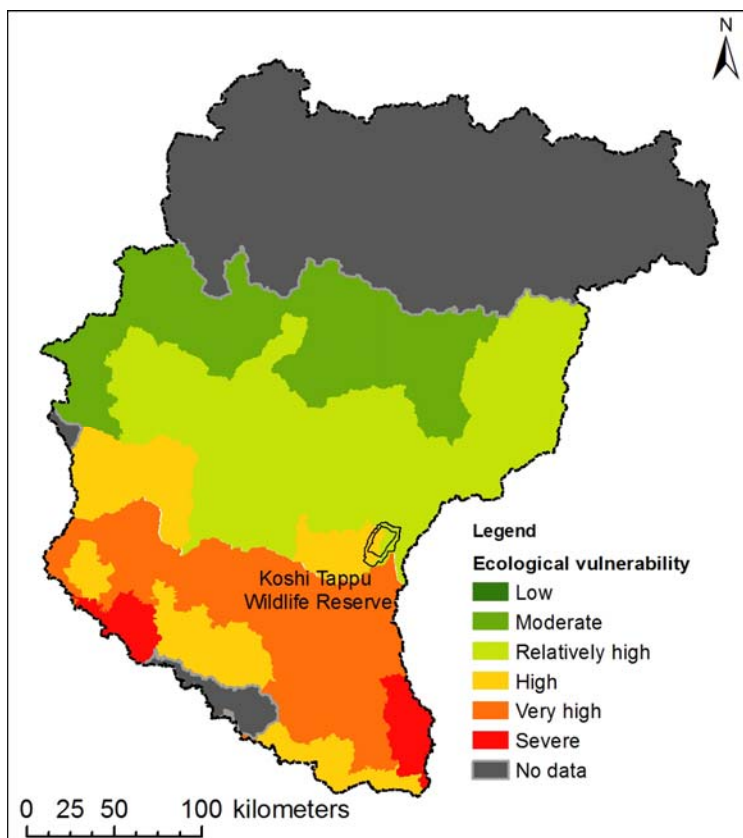 N
Koshi Tappu
Wildlife Reserve
Legend
Ecological vulnerability
Low
Moderate
Relatively high
High
Very high
Severe
No data
0 25 50 100 kilometers